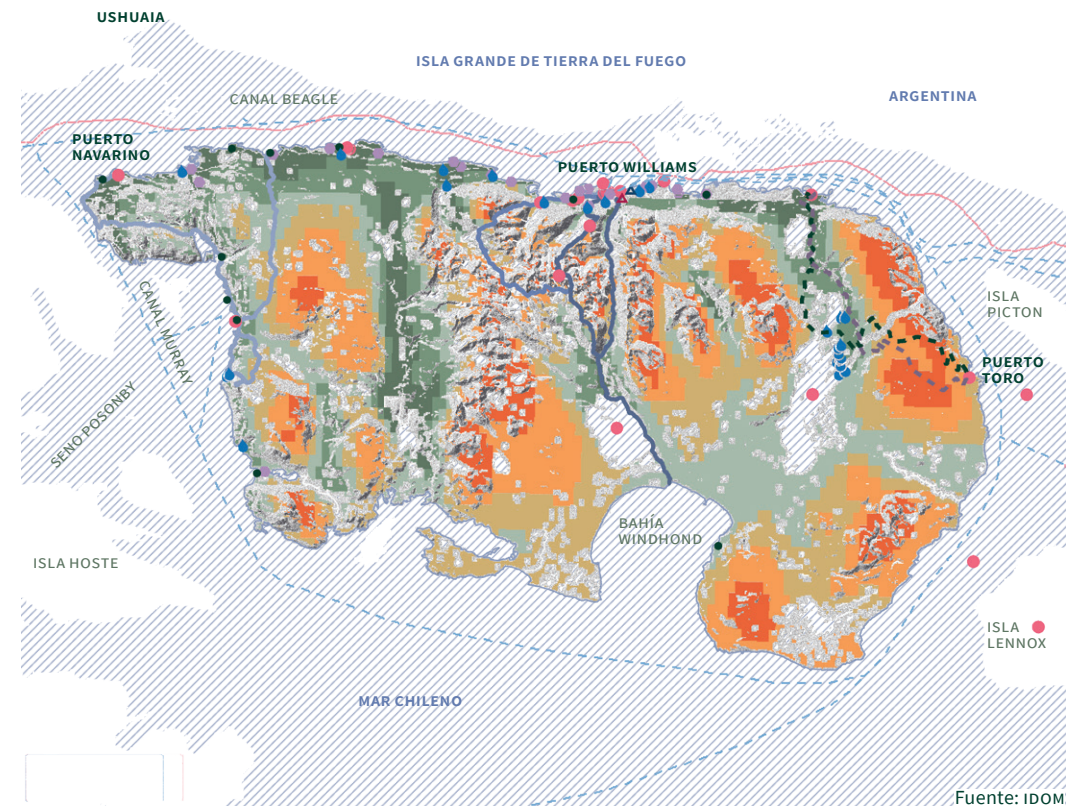 USHUAIA
ISLA GRANDE DE TIERRA DEL FUEGO
ARGENTINA
CANAL BEAGLE
PUERTO
NAVARINO
PUERTO WILLIAMS
CANAL MURRAY
ISLA
PICTON
PUERTO
TORO
SENO POSONBY
BAHÍA
WINDHOND
ISLA HOSTE
ISLA
LENNOX
MAR CHILENO
Fuente: IDOM